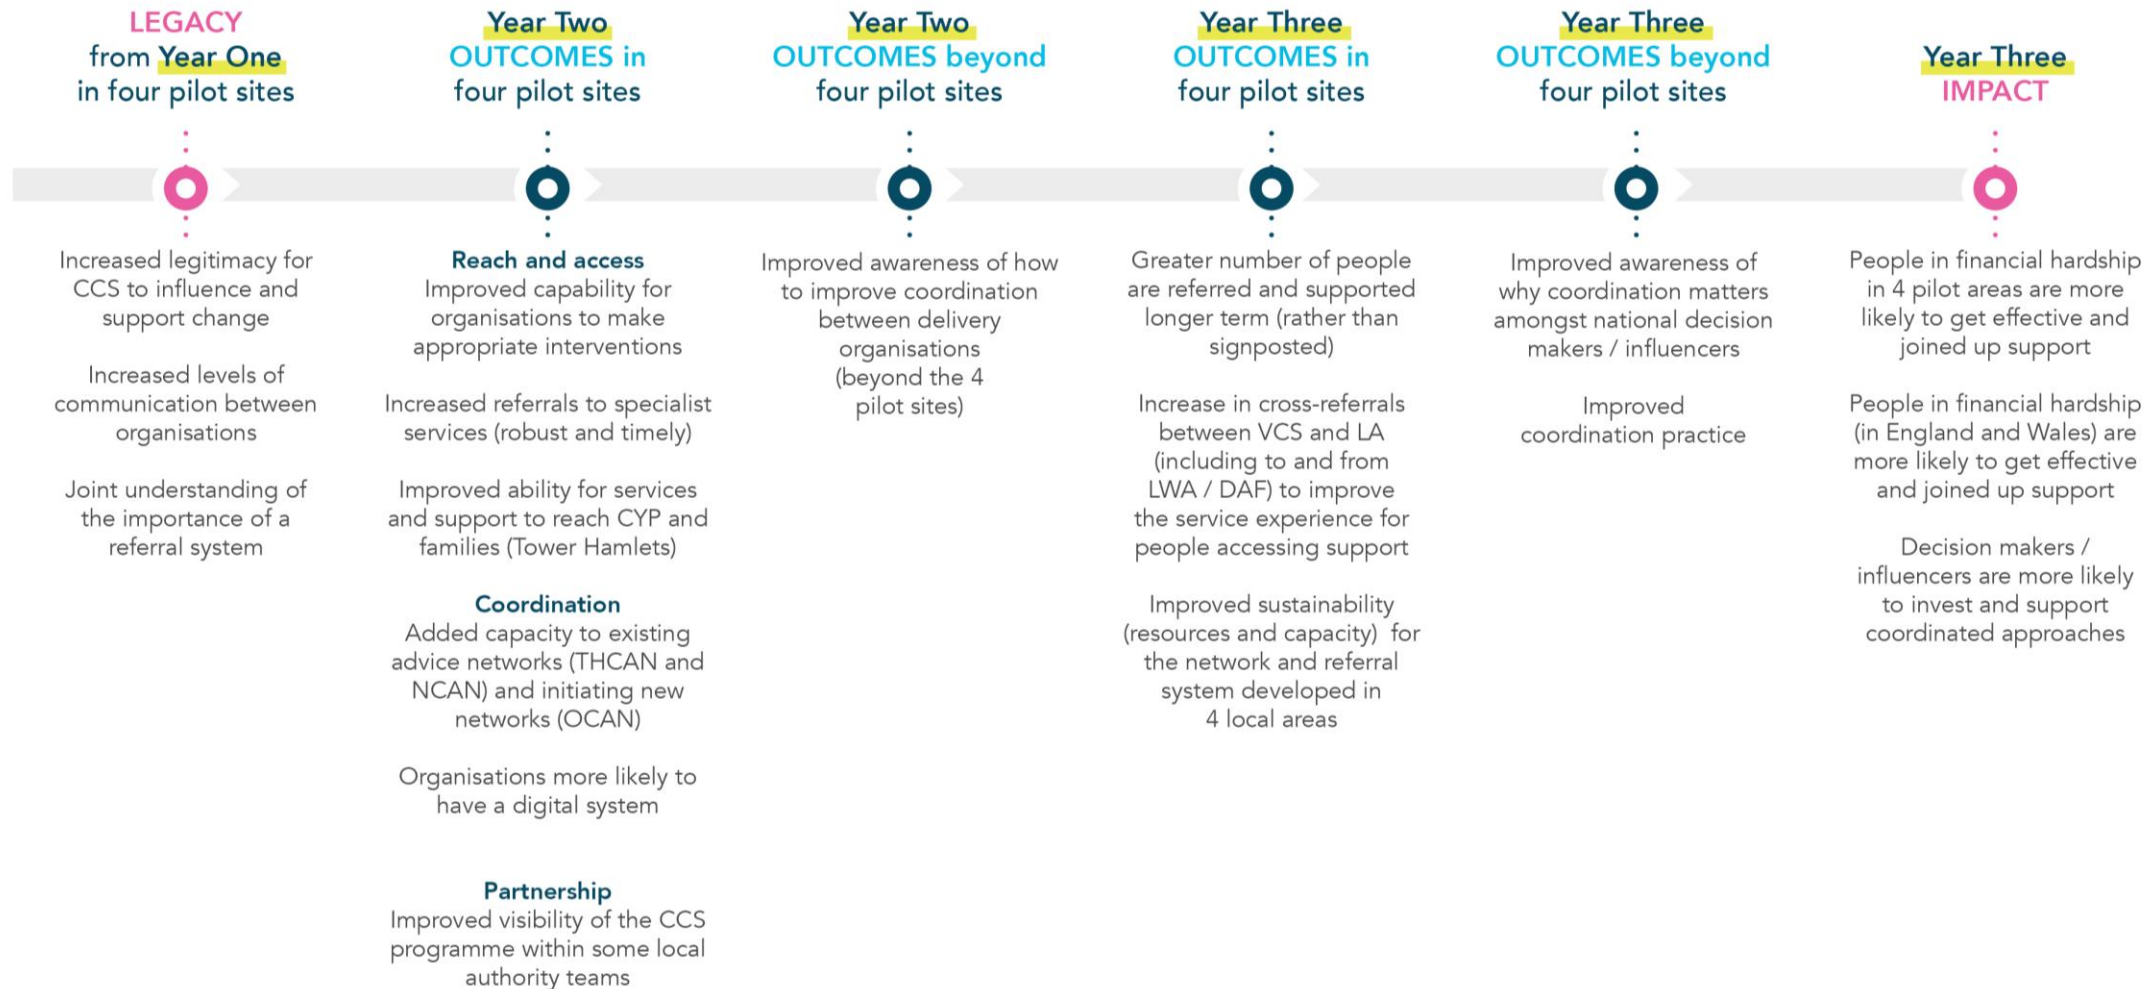 LEGACY
from Year One
in four pilot sites
Increased legitimacy for
CCS to influence and
support change
Increased levels of
communication between
organisations
Joint understanding of
the importance of a
referral system
Year Two
OUTCOMES in
four pilot sites
Reach and access
Improved capability for
organisations to make
appropriate interventions
Increased referrals to specialist
services (robust and timely)
Improved ability for services
and support to reach CYP and
families (Tower Hamlets)
Coordination
Added capacity to existing
advice networks (THCAN and
NCAN) and initiating new
networks (OCAN)
Organisations more likely to
have a digital system
Partnership
Improved visibility of the CCS
programme within some local
authority teams
Year Two
OUTCOMES beyond
four pilot sites
Improved awareness of how
to improve coordination
between delivery
organisations
(beyond the 4
pilot sites)
Year Three
OUTCOMES in
four pilot sites
Greater number of people
are referred and supported
longer term (rather than
signposted)
Increase in cross-referrals
between VCS and LA
(including to and from
LWA / DAF) to improve
the service experience for
people accessing support
Improved sustainability
(resources and capacity) for
the network and referral
system developed in
4 local areas
Year Three
OUTCOMES beyond
four pilot sites
Improved awareness of
why coordination matters
amongst national decision
makers / influencers
Improved
coordination practice
Year Three
IMPACT
People in financial hardship
in 4 pilot areas are more
likely to get effective and
joined up support
People in financial hardship
(in England and Wales) are
more likely to get effective
and joined up support
Decision makers /
influencers are more likely
to invest and support
coordinated approaches